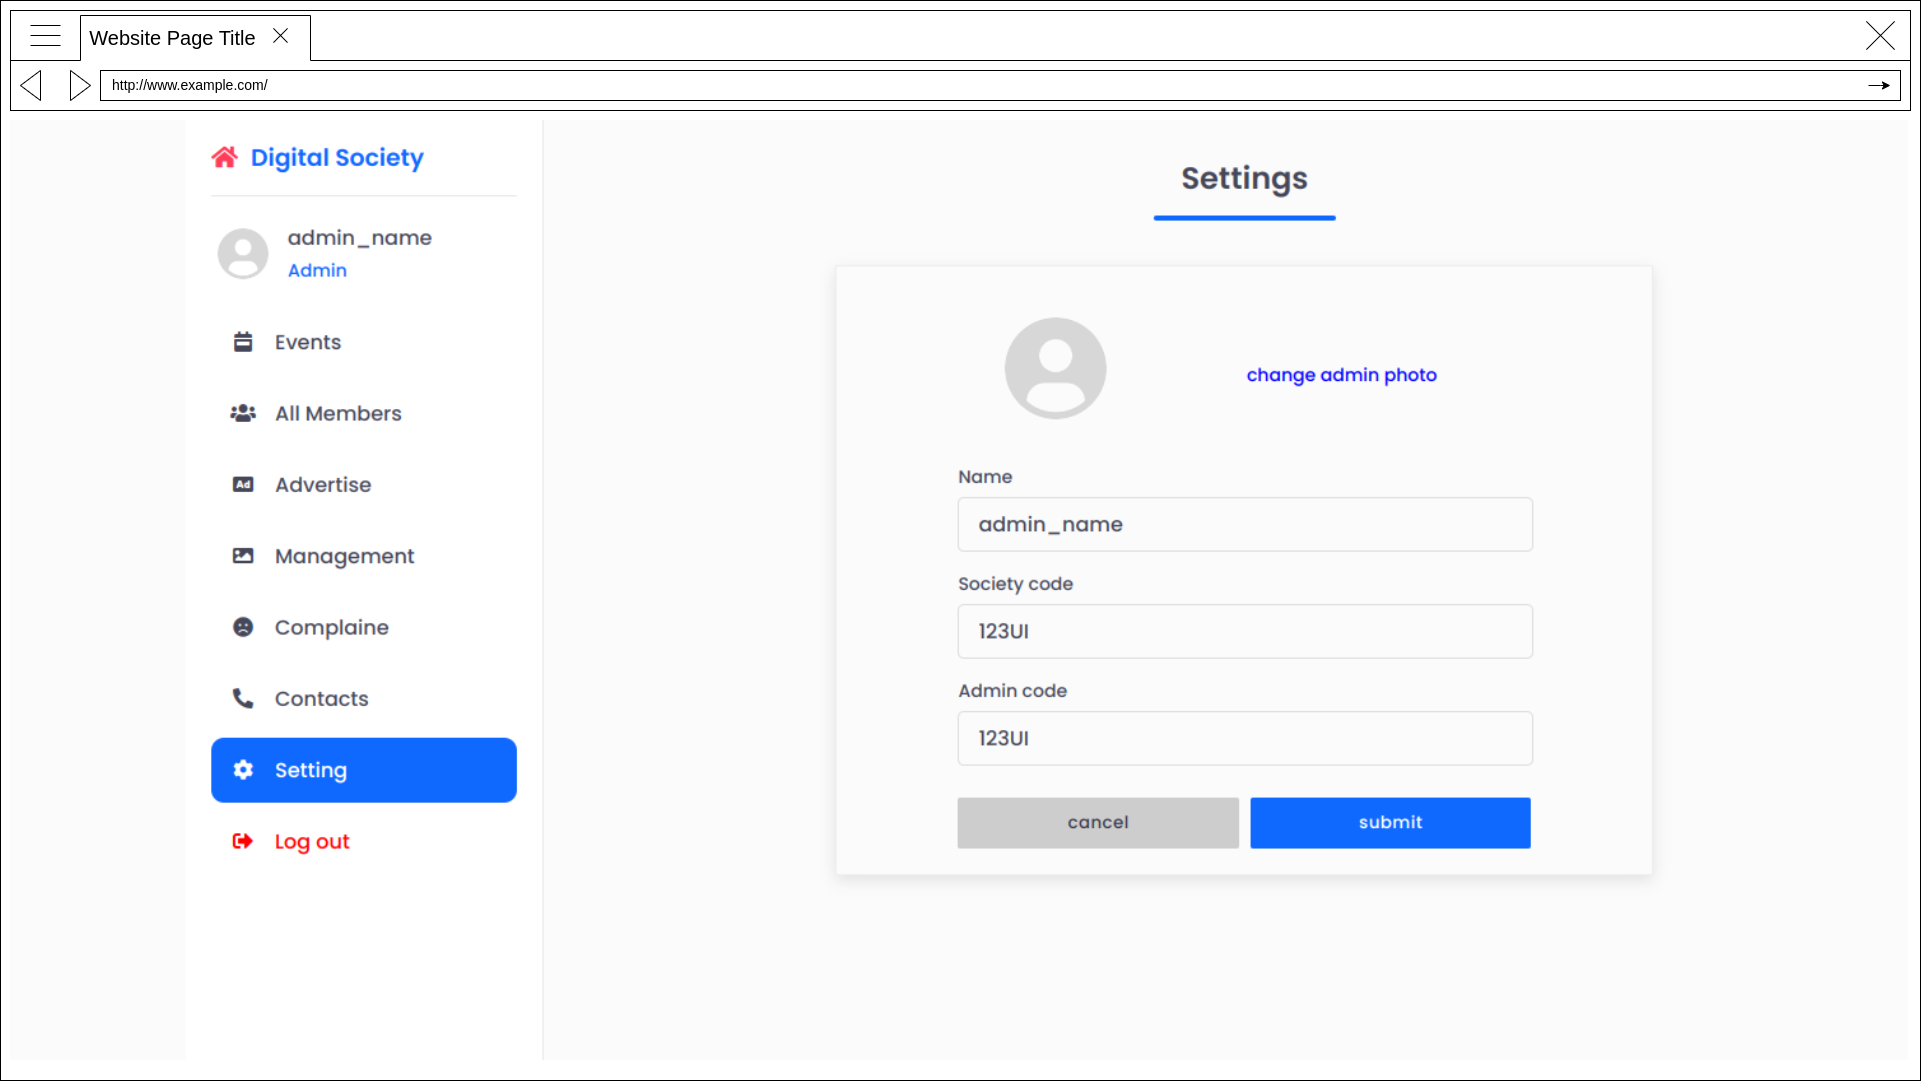 Website Page Title
http://www.example.com/
Digital Society
admin_name
Admin
Events
All Members
Ad
Advertise
Management
Complaine
Contacts
Setting
Log out
Settings
change admin photo
Name
admin_name
Society code
123UI
Admin code
123UI
cancel
submit